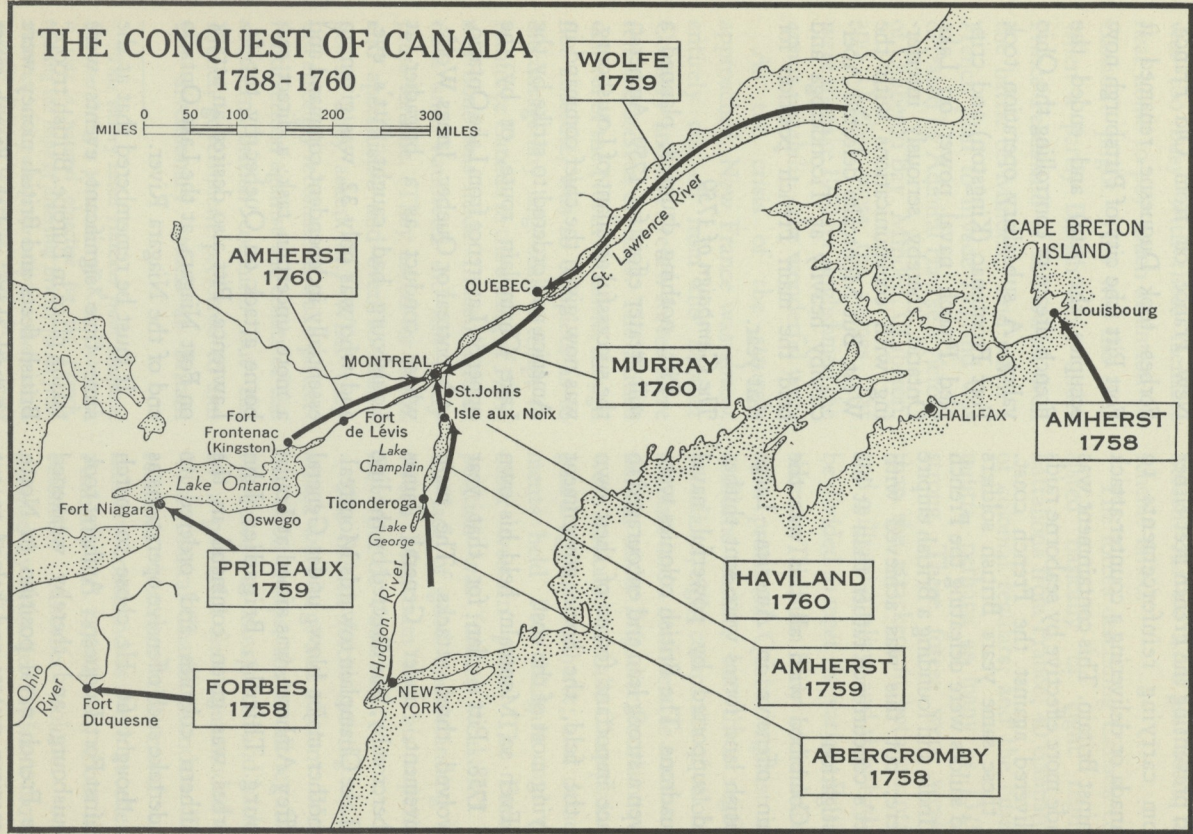 THE CONQUEST OF CANADA
1758-1760
MILES 0 50 100 200 300 MILES
WOLFE
1759
St. Lawrence River
CAPE BRETON
ISLAND
Louisbourg
AMHERST
1760
QUEBEC
MONTREAL
MURRAY
1760
St. Johns
Isle aux Noix
HALIFAX
AMHERST
1758
Fort
Frontenac
(Kingston)
Fort
de Lévis
Lake
Champlain
Lake Ontario
Fort Niagara
Oswego
Ticonderoga
Lake
George
PRIDEAUX
1759
HAVILAND
1760
Hudson River
AMHERST
1759
Ohio
River
Fort
Duquesne
FORBES
1758
NEW
YORK
ABERCROMBY
1758